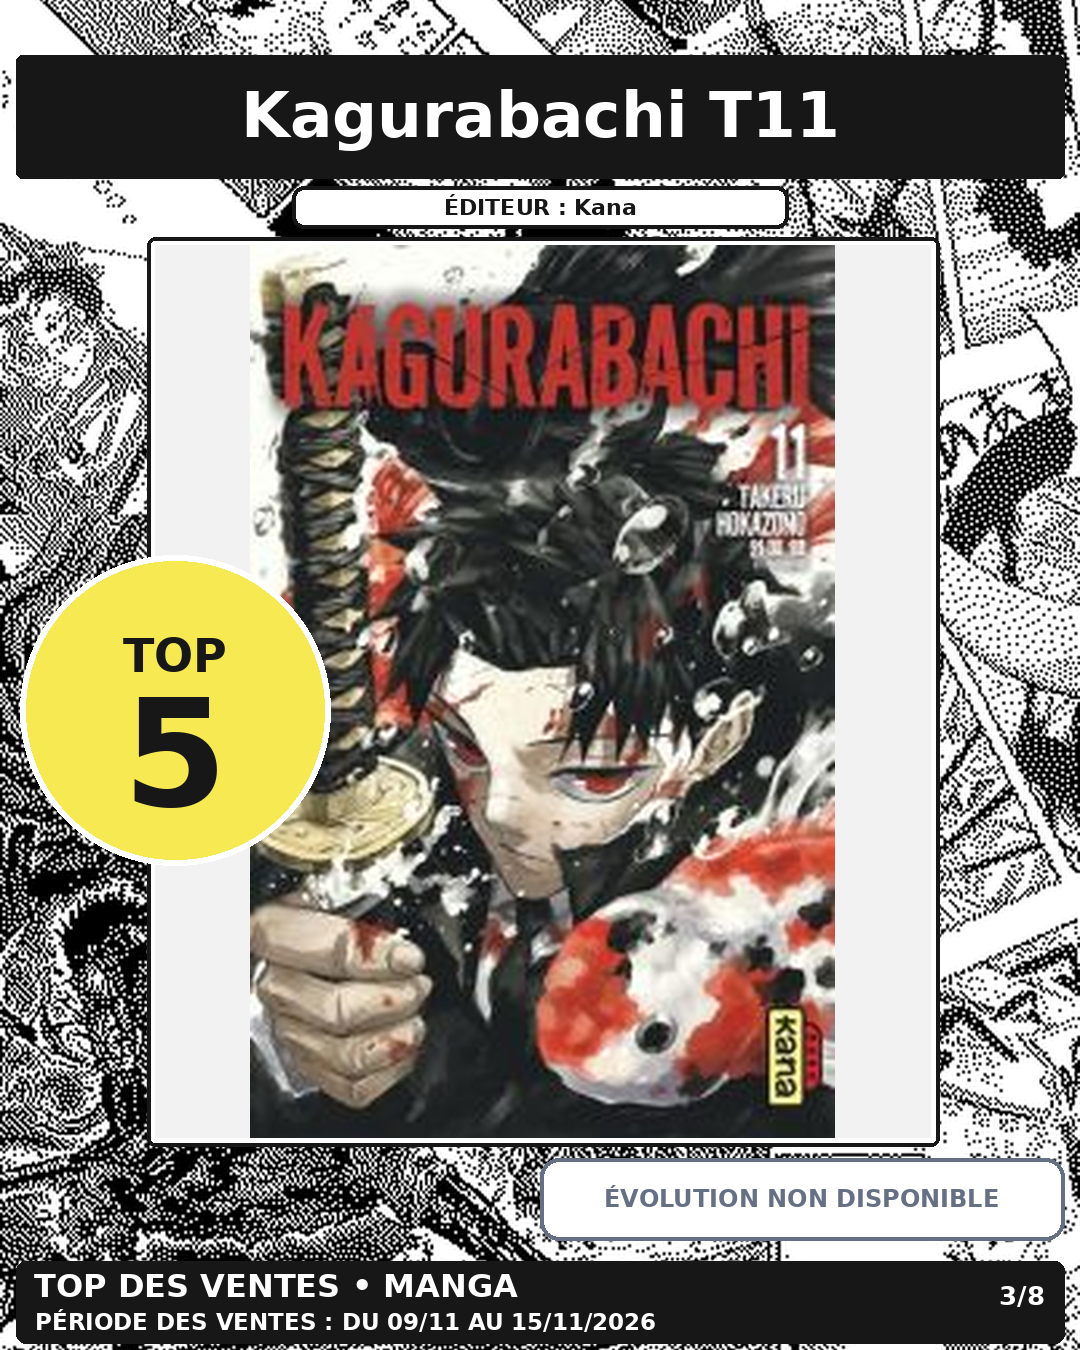 Kagurabachi T11
ÉDITEUR : Kana
KAGURABACHI
11
TAKERU
HOKAZONO
TOP
5
kana
ÉVOLUTION NON DISPONIBLE
TOP DES VENTES • MANGA
3/8
PÉRIODE DES VENTES : DU 09/11 AU 15/11/2026